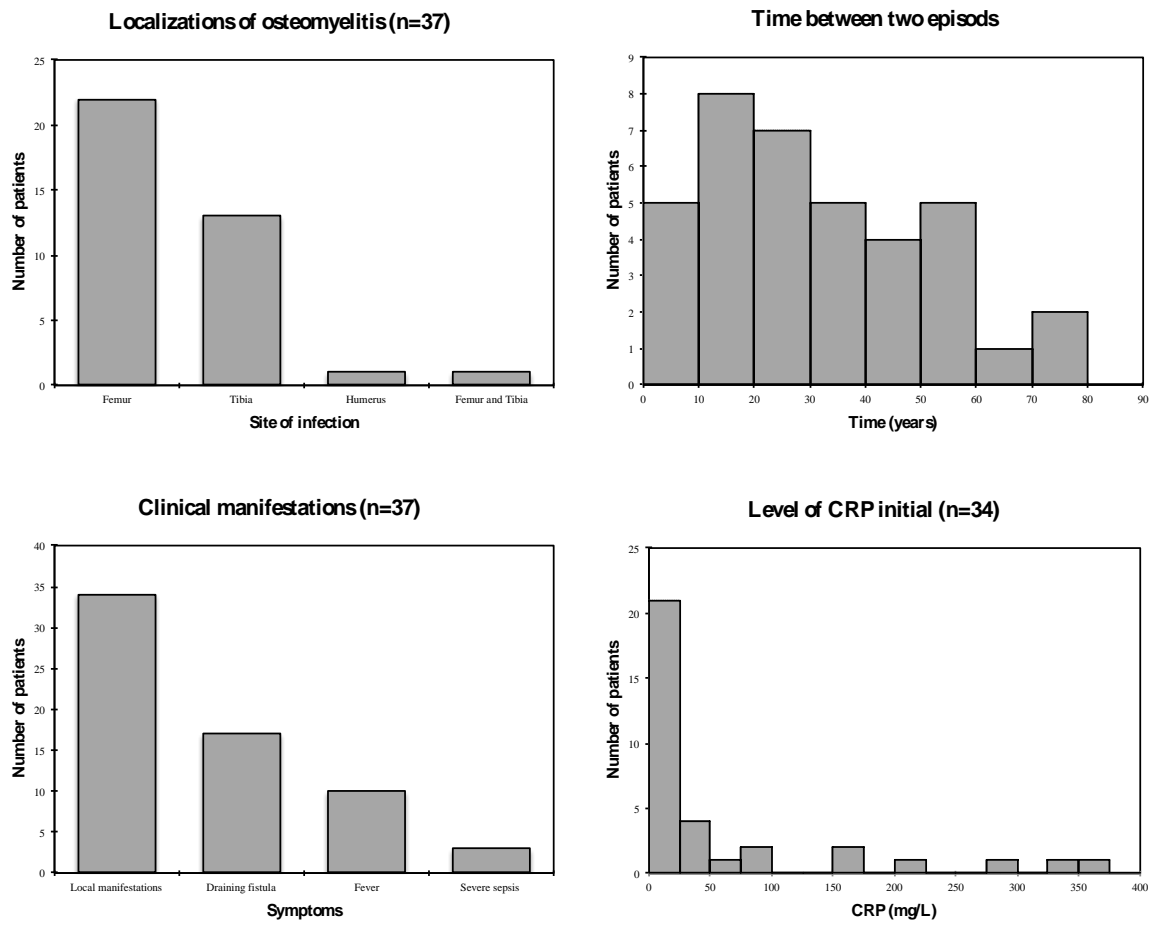 Localizations of osteomyelitis (n=37)
25
20
15
10
5
0
Number of patients
Femur Tibia Humerus Femur and Tibia
Site of infection
Time between two episods
9
8
7
6
5
4
3
2
1
0
Number of patients
0 10 20 30 40 50 60 70 80 90
Time (years)
Clinical manifestations (n=37)
40
35
30
25
20
15
10
5
0
Number of patients
Local manifestations Draining fistula Fever Severe sepsis
Symptoms
Level of CRP initial (n=34)
25
20
15
10
5
0
Number of patients
0 50 100 150 200 250 300 350 400
CRP (mg/L)